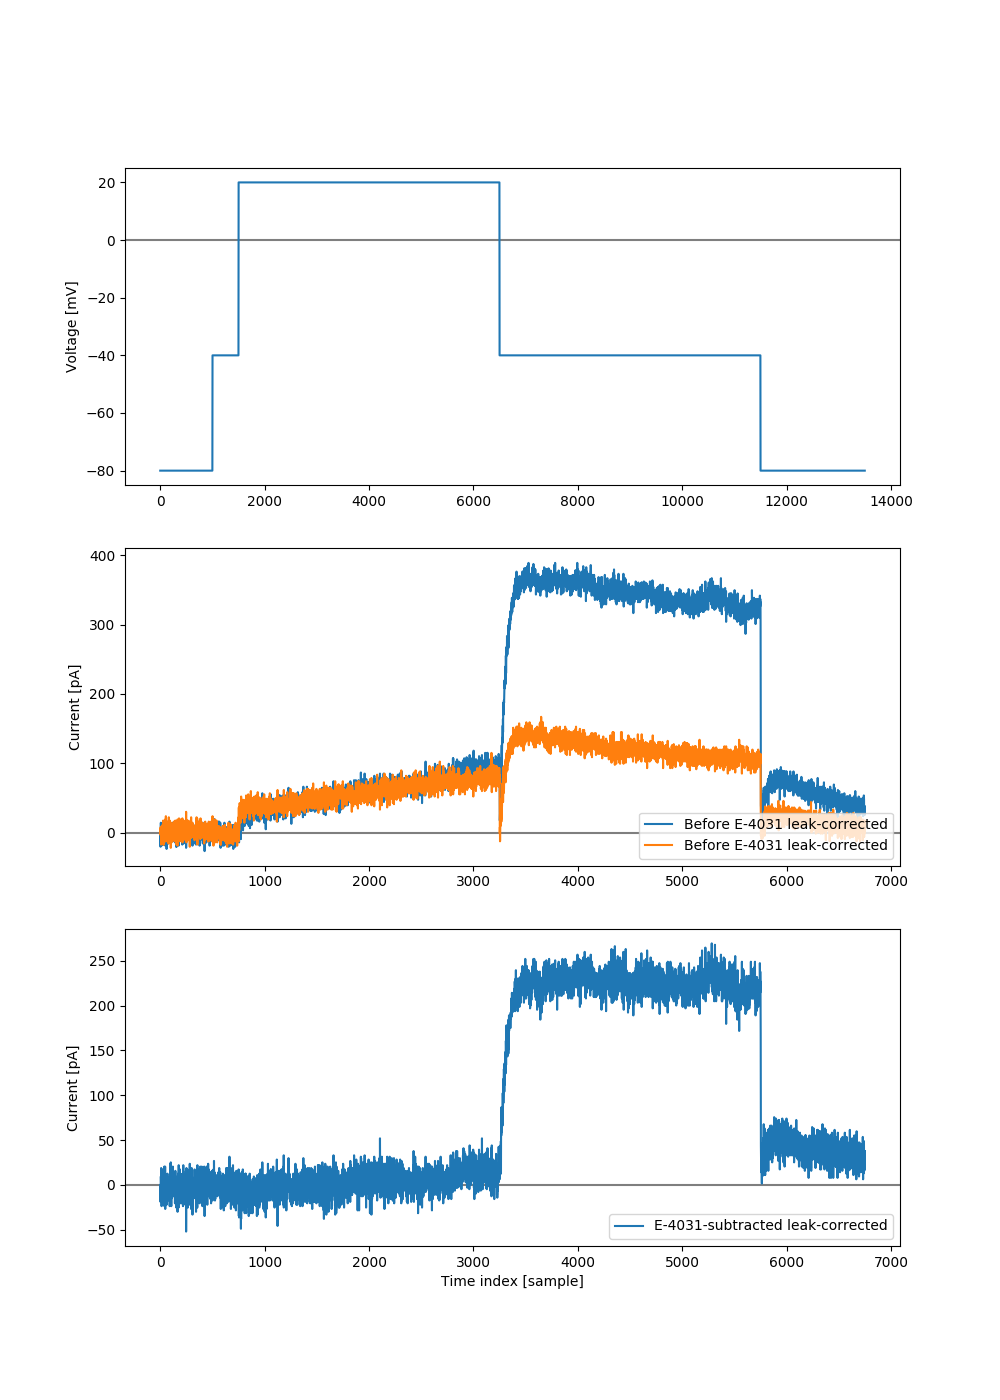 Voltage [mV]
20
0
−20
−40
−60
−80
0 2000 4000 6000 8000 10000 12000 14000
Current [pA]
400
300
200
100
0
Before E-4031 leak-corrected
Before E-4031 leak-corrected
0 1000 2000 3000 4000 5000 6000 7000
Current [pA]
250
200
150
100
50
0
−50
E-4031-subtracted leak-corrected
0 1000 2000 3000 4000 5000 6000 7000
Time index [sample]